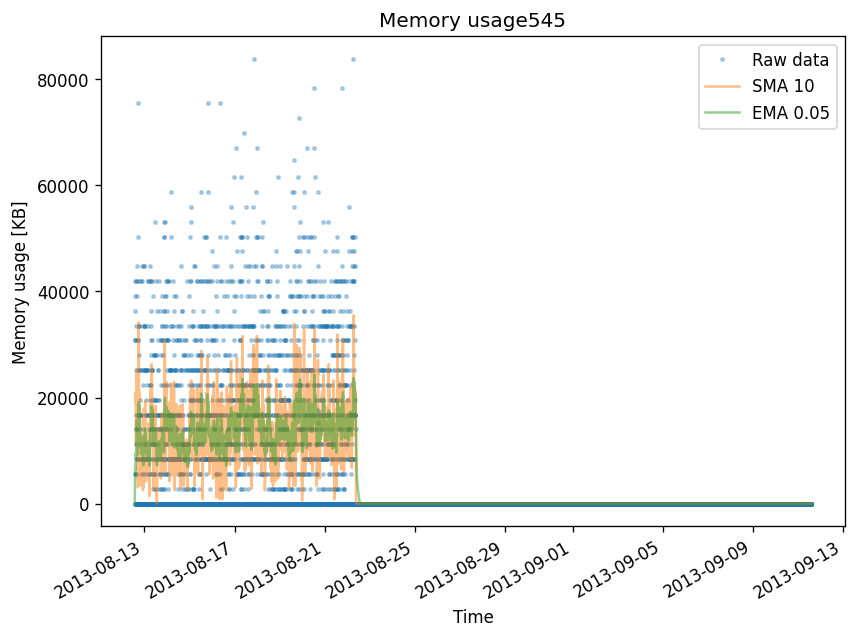 Memory usage545
Raw data
SMA 10
EMA 0.05
Memory usage [KB]
80000
60000
40000
20000
0
2013-08-13
2013-08-17
2013-08-21
2013-08-25
2013-08-29
2013-09-01
2013-09-05
2013-09-09
2013-09-13
Time